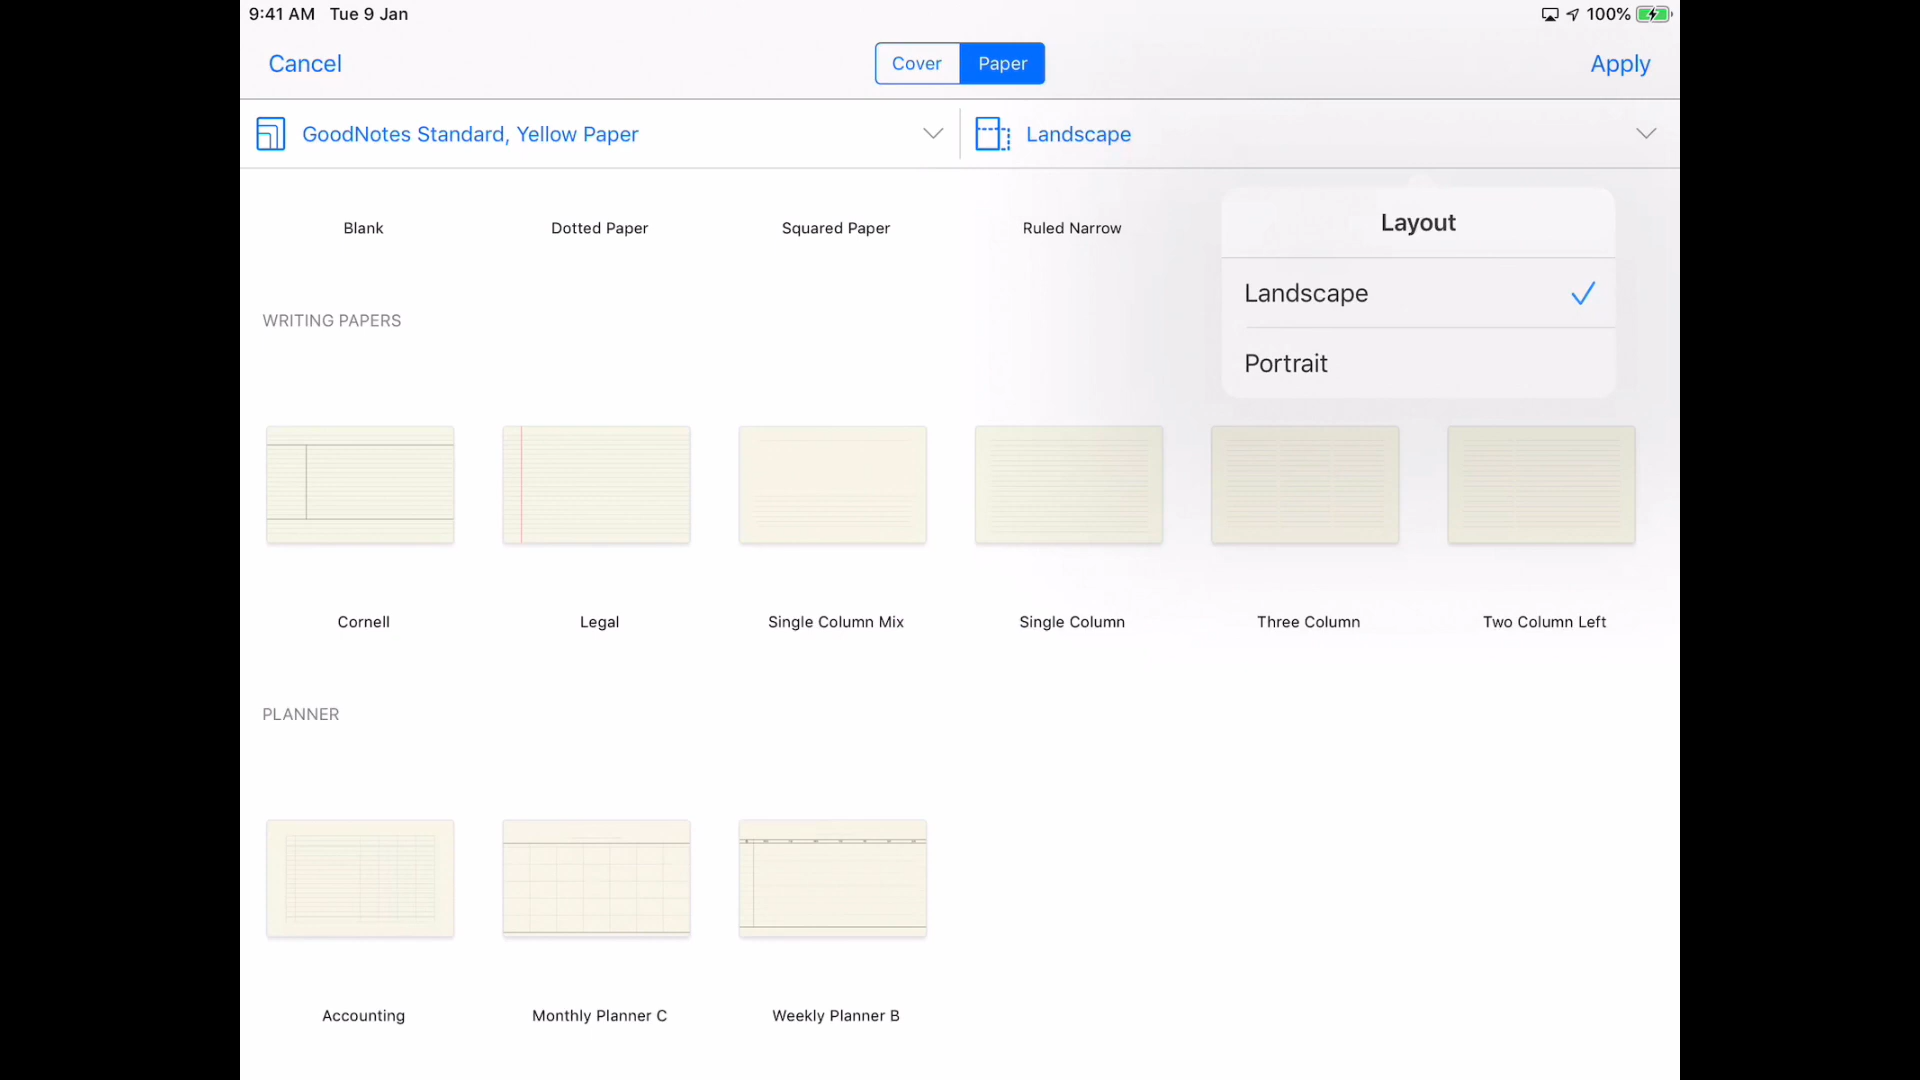 9:41 AM Tue 9 Jan
100%
Cancel
Cover
Paper
Apply
GoodNotes Standard, Yellow Paper
Landscape
Blank
Dotted Paper
Squared Paper
Ruled Narrow
Layout
Landscape
Portrait
WRITING PAPERS
Cornell
Legal
Single Column Mix
Single Column
Three Column
Two Column Left
PLANNER
Accounting
Monthly Planner C
Weekly Planner B